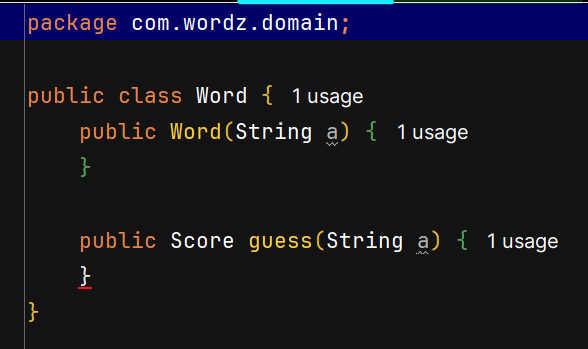 package com.wordz.domain;
public class Word { 1 usage
public Word(String a) { 1 usage
}
public Score guess(String a) { 1 usage
}
}